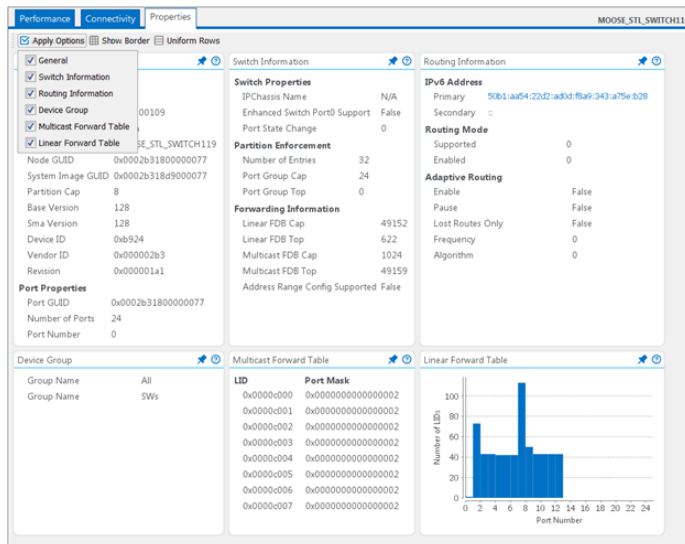 Performance Connectivity Properties MOOSE_STL_SWITCH11
Apply Options Show Border Uniform Rows
General
Switch Information
Routing Information
Device Group
Multicast Forward Table
Linear Forward Table
00109
SE_STL_SWITCH119
Node GUID 0x0002b31800000077
System Image GUID 0x0002b318d9000077
Partition Cap 8
Base Version 128
Sma Version 128
Device ID 0xb924
Vendor ID 0x000002b3
Revision 0x000001a1
Port Properties
Port GUID 0x0002b31800000077
Number of Ports 24
Port Number 0
Switch Information
Switch Properties
IPChassis Name N/A
Enhanced Switch Port0 Support False
Port State Change 0
Partition Enforcement
Number of Entries 32
Port Group Cap 24
Port Group Top 0
Forwarding Information
Linear FDB Cap 49152
Linear FDB Top 622
Multicast FDB Cap 1024
Multicast FDB Top 49159
Address Range Config Supported False
Routing Information
IPv6 Address
Primary 50b1:aa54:22d2:ad0d:f8a9:343:a75e:b28
Secondary ::
Routing Mode
Supported 0
Enabled 0
Adaptive Routing
Enable False
Pause False
Lost Routes Only False
Frequency 0
Algorithm 0
Device Group
Group Name All
Group Name SWs
Multicast Forward Table
LID Port Mask
0x0000c000 0x0000000000000002
0x0000c001 0x0000000000000002
0x0000c002 0x0000000000000002
0x0000c003 0x0000000000000002
0x0000c004 0x0000000000000002
0x0000c005 0x0000000000000002
0x0000c006 0x0000000000000002
0x0000c007 0x0000000000000002
Linear Forward Table
Number of LIDs
100
80
60
40
20
0
0 2 4 6 8 10 12 14 16 18 20 22 24
Port Number